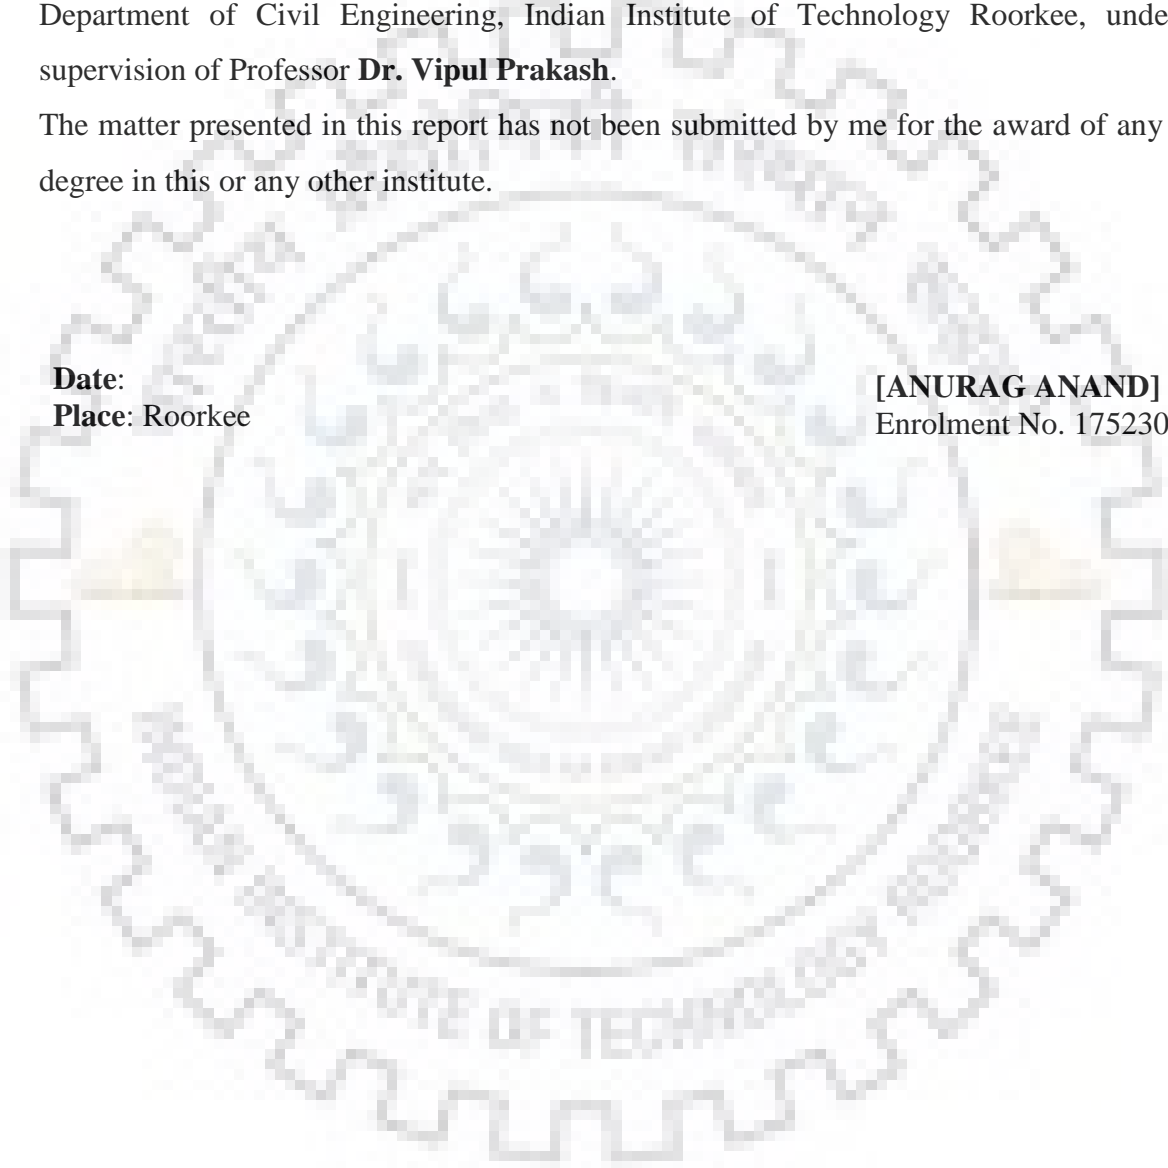 Department of Civil Engineering, Indian Institute of Technology Roorkee, unde
supervision of Professor Dr. Vipul Prakash.
The matter presented in this report has not been submitted by me for the award of any
degree in this or any other institute.
Date:
Place: Roorkee
[ANURAG ANAND]
Enrolment No. 175230
OF TECHNOLOGY